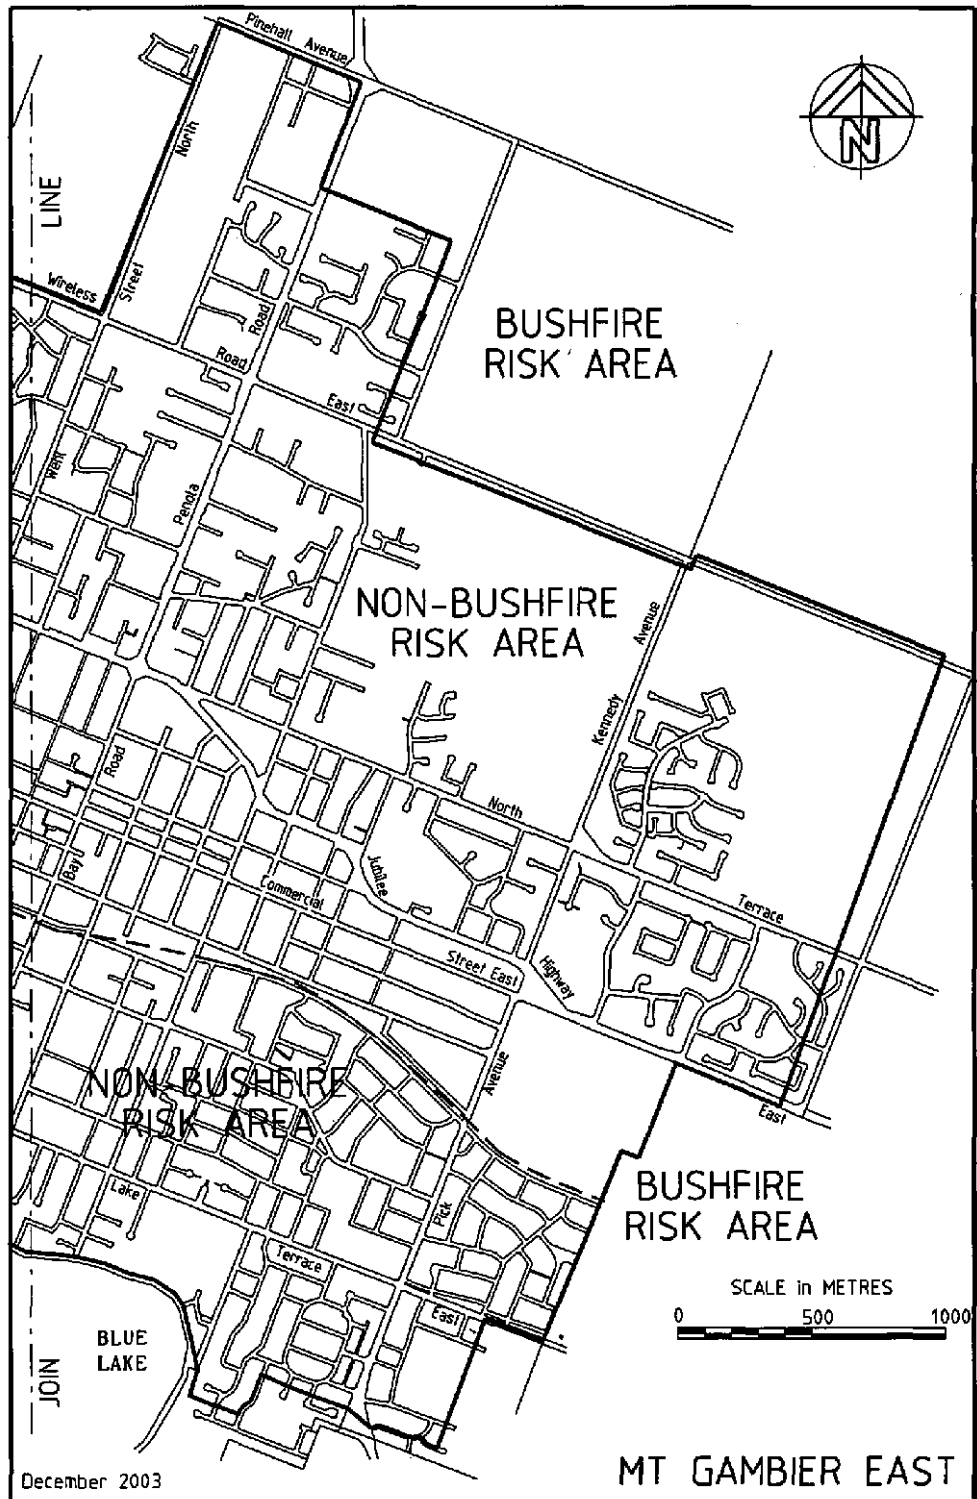 Pinehall Avenue
North
N
LINE
Wireless
Street
Road
Road
East
BUSHFIRE
RISK AREA
Went
Penola
NON-BUSHFIRE
RISK AREA
Avenue
Kennedy
Road
North
Bay
Jubilee
Commercial
Terrace
Street East
Highway
Avenue
NON-BUSHFIRE
RISK AREA
East
BUSHFIRE
RISK AREA
Lake
Pick
Terrace
SCALE in METRES
0 500 1000
East
BLUE
LAKE
JOIN
December 2003
MT GAMBIER EAST